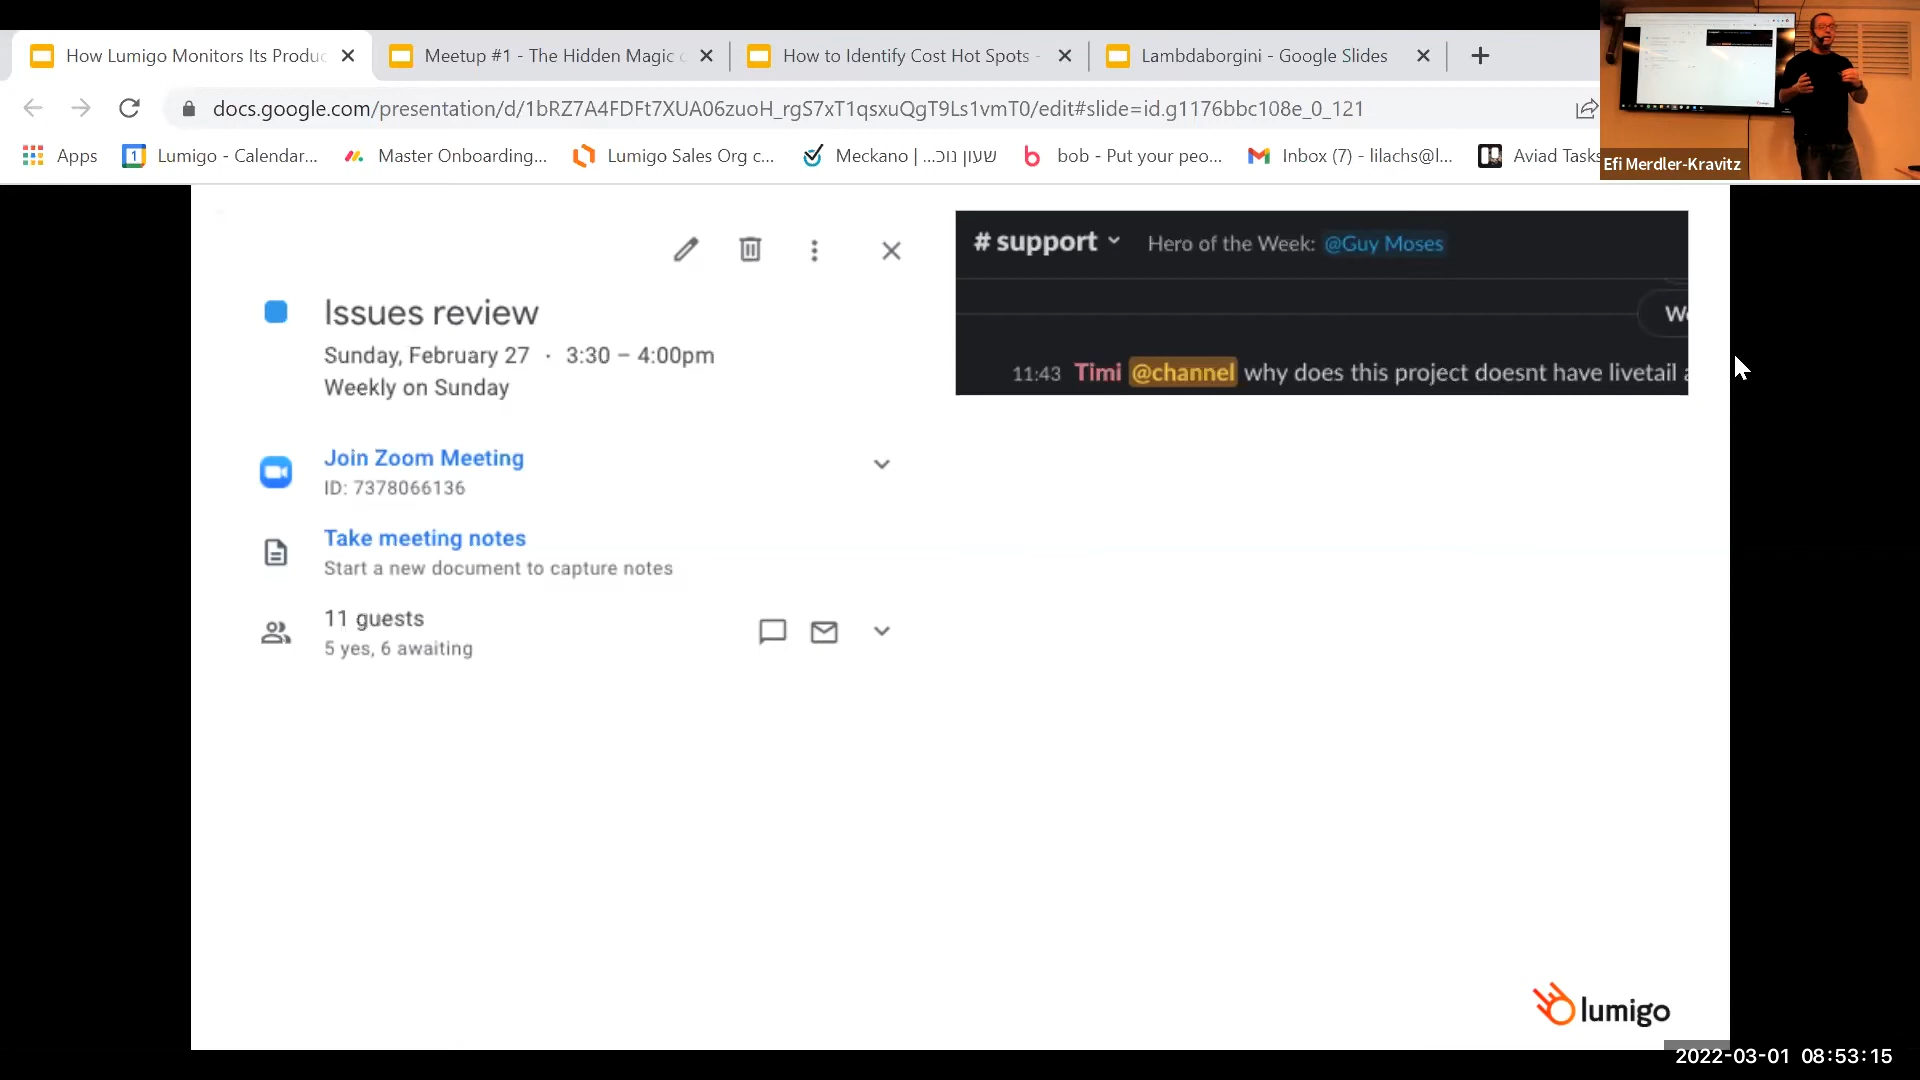 How Lumigo Monitors Its Produc
Meetup #1 - The Hidden Magic
How to Identify Cost Hot Spots -
Lambdaborgini - Google Slides
docs.google.com/presentation/d/1bRZ7A4FDFt7XUA06zuoH_rgS7xT1qsxuQgT9Ls1vmT0/edit#slide=id.g1176bbc108e_0_121
Apps
1
Lumigo - Calendar...
Master Onboarding...
Lumigo Sales Org c...
Meckano | ...שעון נוכ
bob - Put your peo...
Inbox (7) - lilachs@l...
Aviad Tasks
Efi Merdler-Kravitz
Issues review
Sunday, February 27 · 3:30 – 4:00pm
Weekly on Sunday
Join Zoom Meeting
ID: 7378066136
Take meeting notes
Start a new document to capture notes
11 guests
5 yes, 6 awaiting
# support
Hero of the Week: @Guy Moses
11:43 Timi @channel why does this project doesnt have livetail
lumigo
2022-03-01 08:53:15